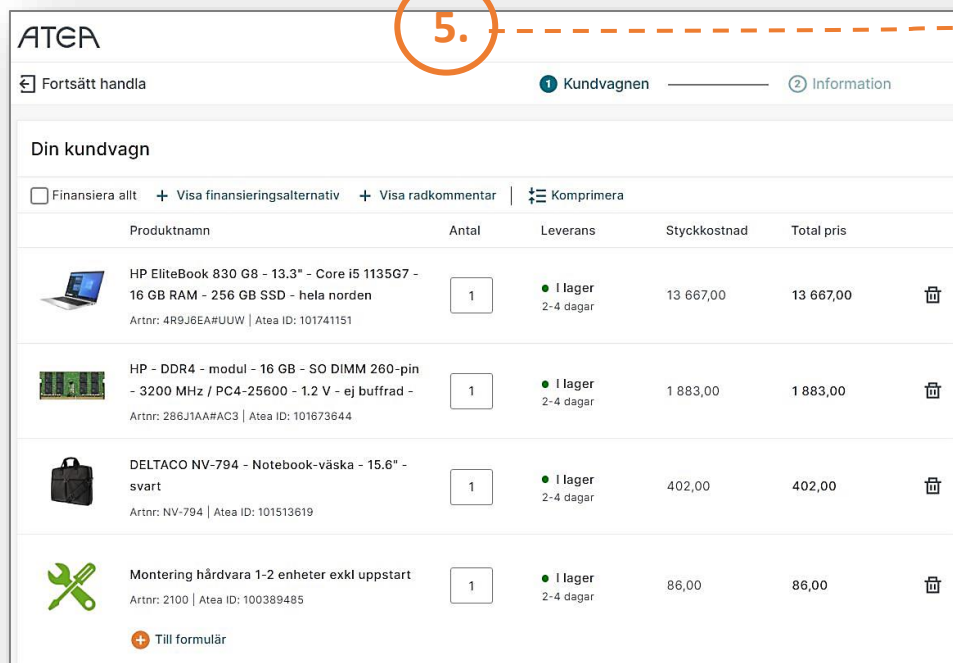 5.
ATEA
Fortsätt handla
1 Kundvagnen
2 Information
Din kundvagn
Finansiera allt + Visa finansieringsalternativ + Visa radkommentar | Komprimera
Produktnamn Antal Leverans Styckkostnad Total pris
HP EliteBook 830 G8 - 13.3" - Core i5 1135G7 -
16 GB RAM - 256 GB SSD - hela norden
Artnr: 4R9J6EA#UUW | Atea ID: 101741151
1
I lager
2-4 dagar
13 667,00
13 667,00
HP - DDR4 - modul - 16 GB - SO DIMM 260-pin
- 3200 MHz / PC4-25600 - 1.2 V - ej buffrad -
Artnr: 286J1AA#AC3 | Atea ID: 101673644
1
I lager
2-4 dagar
1 883,00
1 883,00
DELTACO NV-794 - Notebook-väska - 15.6" -
svart
Artnr: NV-794 | Atea ID: 101513619
1
I lager
2-4 dagar
402,00
402,00
Montering hårdvara 1-2 enheter exkl uppstart
Artnr: 2100 | Atea ID: 100389485
1
I lager
2-4 dagar
86,00
86,00
+ Till formulär